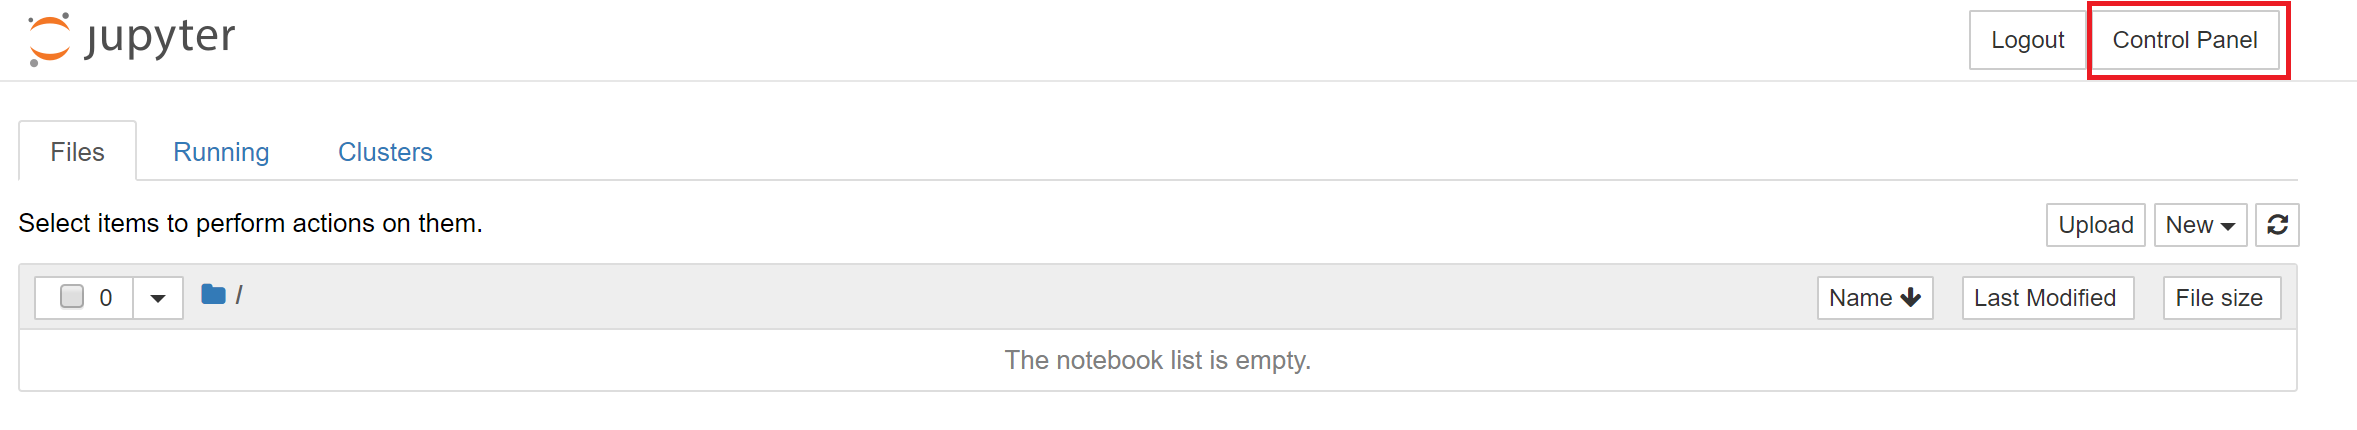 jupyter
Logout Control Panel
Files Running Clusters
Select items to perform actions on them.
Upload New
0 / Name Last Modified File size
The notebook list is empty.